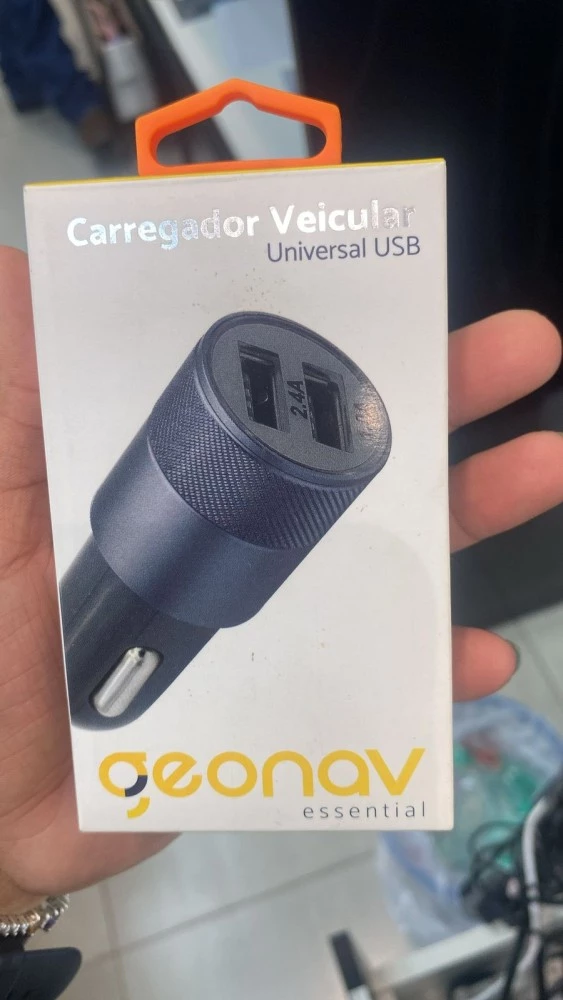 Carregador Veicular
Universal USB
2.4A
geonav
essential